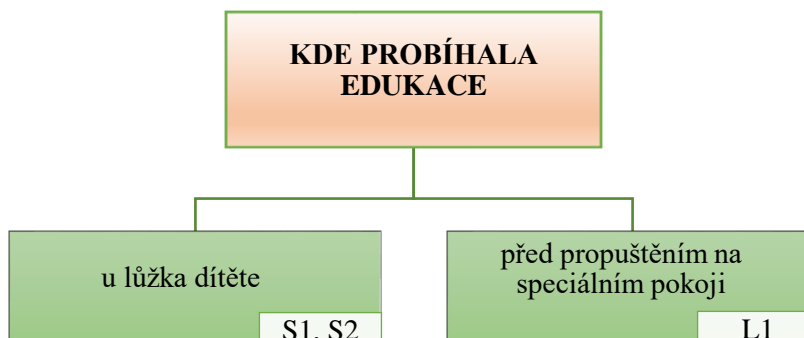 KDE PROBÍHALA
EDUKACE
u lůžka dítěte
S1, S2
před propuštěním na
speciálním pokoji
L1